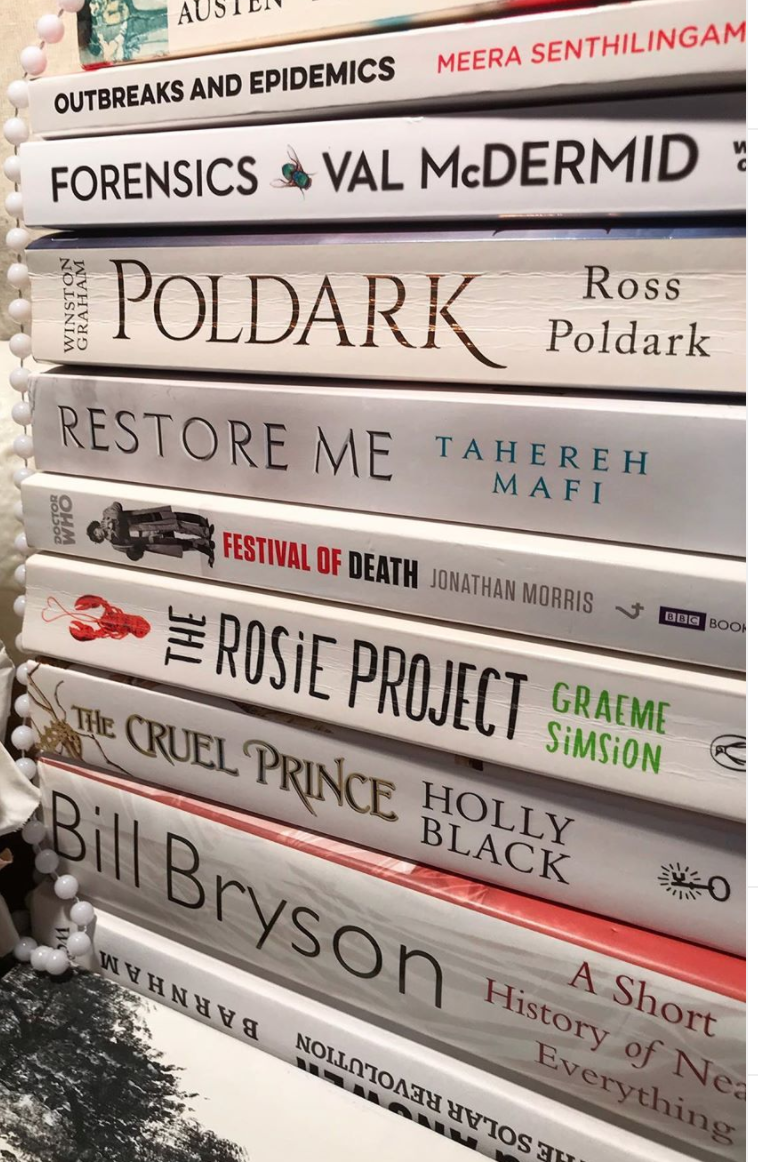 AUSTEN
OUTBREAKS AND EPIDEMICS MEERA SENTHILINGAM
FORENSICS VAL McDERMID
WINSTON
GRAHAM
POLDARK
Ross
Poldark
RESTORE ME
TAHEREH
MAFI
DOCTOR
WHO
FESTIVAL OF DEATH JONATHAN MORRIS BBC BOO
THE ROSiE PROJECT
GRAEME
SiMSiON
THE CRUEL PRINCE
HOLLY
BLACK
Bill Bryson
A Short
History of Nea
Everything
BARNHAM
THE SOLAR REVOLUTION